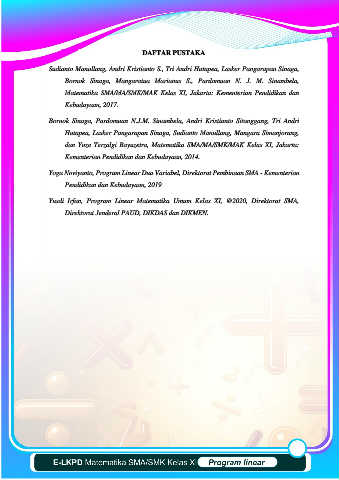 DAFTAR PUSTAKA
Sudianto Manullang, Andri Kristianto S., Tri Andri Hutapea, Lasker Pangarapan Sinaga,
Bornok Sinaga, Mangaratua Marianus S., Pardomuan N. J. M. Sinambela,
Matematika SMA/MA/SMK/MAK Kelas XI, Jakarta: Kementerian Pendidikan dan
Kebudayaan, 2017.
Bornok Sinaga, Pardomuan N.J.M. Sinambela, Andri Kristianto Sitanggang, Tri Andri
Hutapea, Lasker Pangarapan Sinaga, Sudianto Manullang, Mangara Simanjorang,
dan Yuza Terzalgi Bayuzetra, Matematika SMA/MA/SMK/MAK Kelas XI, Jakarta:
Kementerian Pendidikan dan Kebudayaan, 2014.
Yoga Noviyanto, Program Linear Dua Variabel, Direktorat Pembinaan SMA - Kementerian
Pendidikan dan Kebudayaan, 2019
Yusdi Irfan, Program Linear Matematika Umum Kelas XI, @2020, Direktorat SMA,
Direktorat Jenderal PAUD, DIKDAS dan DIKMEN.
E-LKPD Matematika SMA/SMK Kelas X Program linear